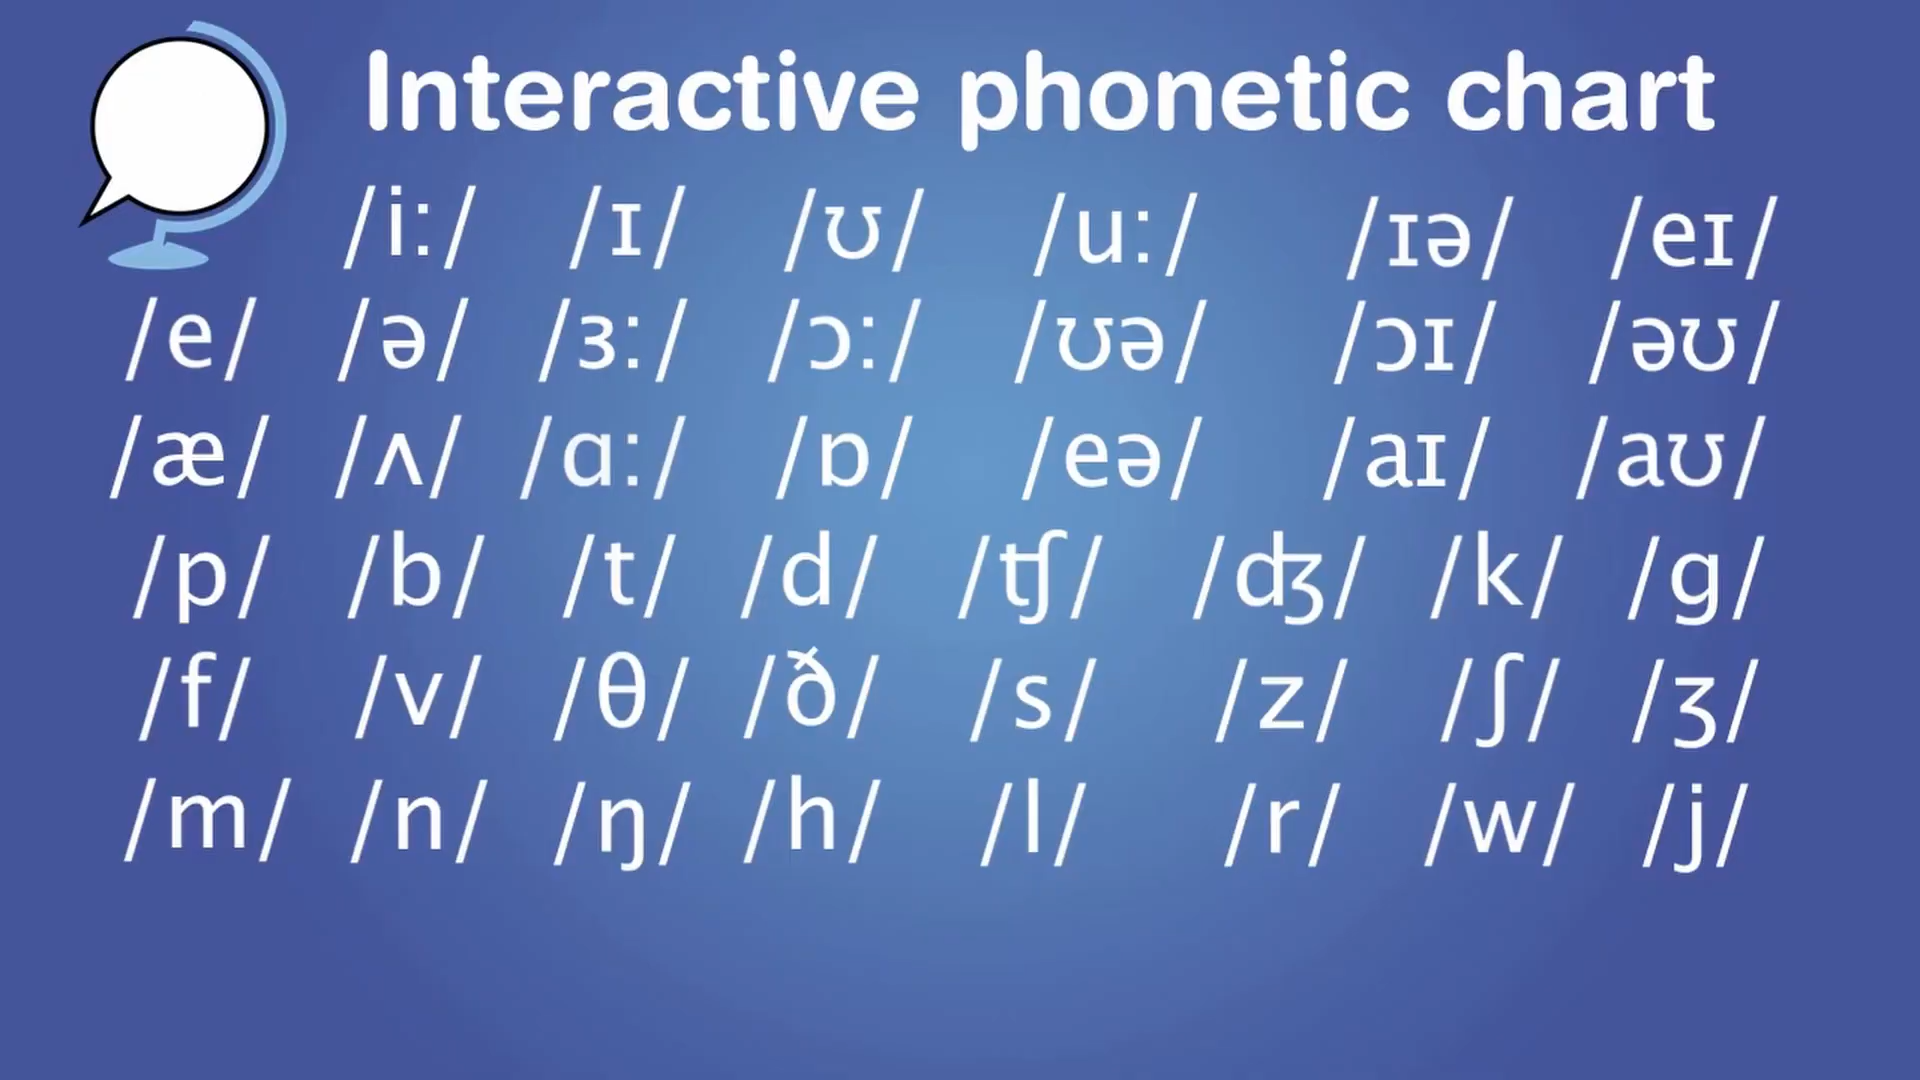 Interactive phonetic chart
/iː/ /ɪ/ /ʊ/ /uː/ /ɪə/ /eɪ/
/e/ /ə/ /ɜː/ /ɔː/ /ʊə/ /ɔɪ/ /əʊ/
/æ/ /ʌ/ /ɑː/ /ɒ/ /eə/ /aɪ/ /aʊ/
/p/ /b/ /t/ /d/ /ʧ/ /ʤ/ /k/ /g/
/f/ /v/ /θ/ /ð/ /s/ /z/ /ʃ/ /ʒ/
/m/ /n/ /ŋ/ /h/ /l/ /r/ /w/ /j/